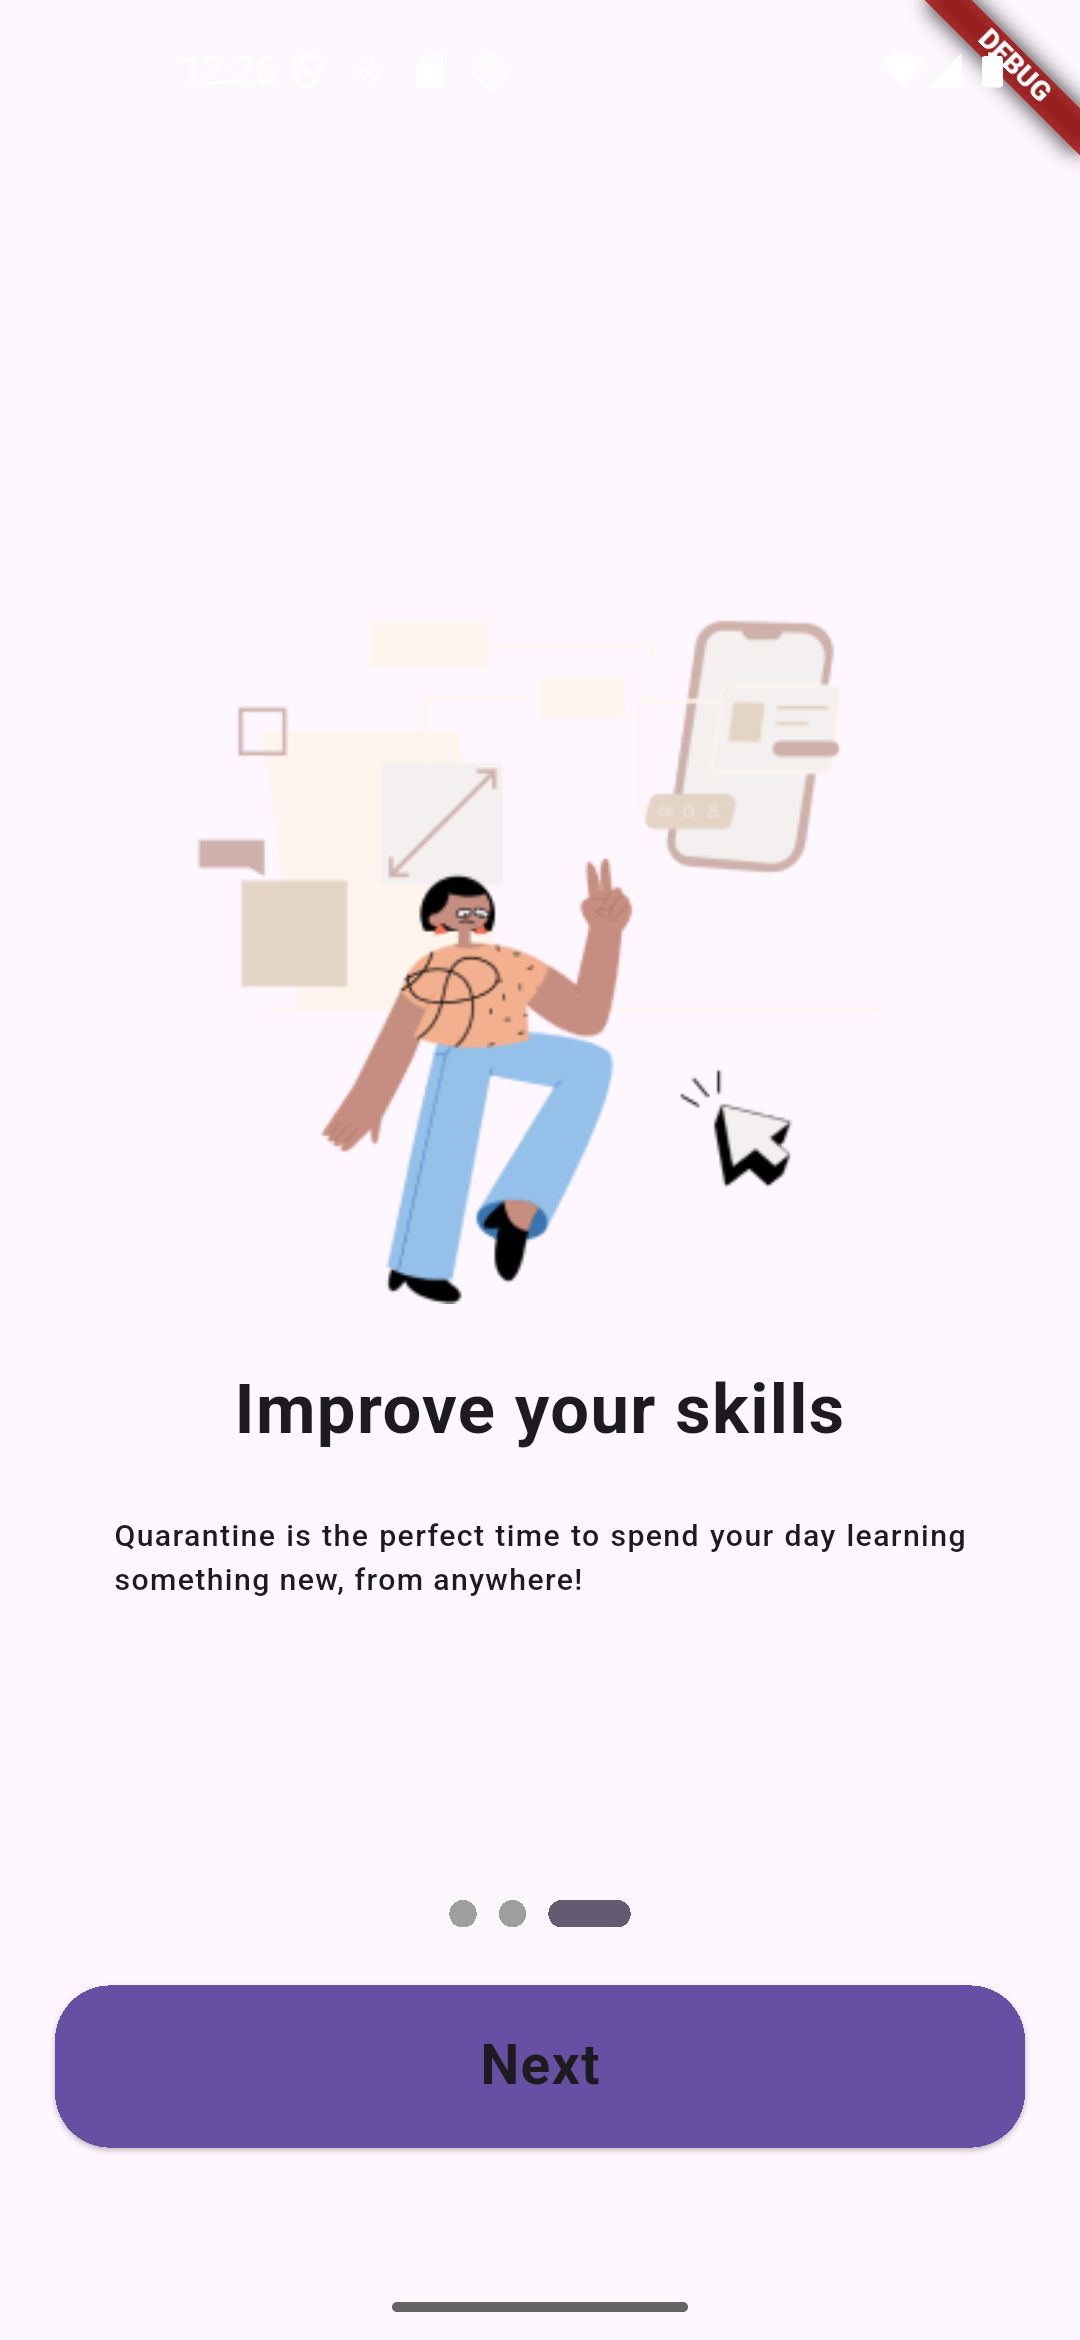 12:26
DEBUG
Improve your skills
Quarantine is the perfect time to spend your day learning
something new, from anywhere!
Next